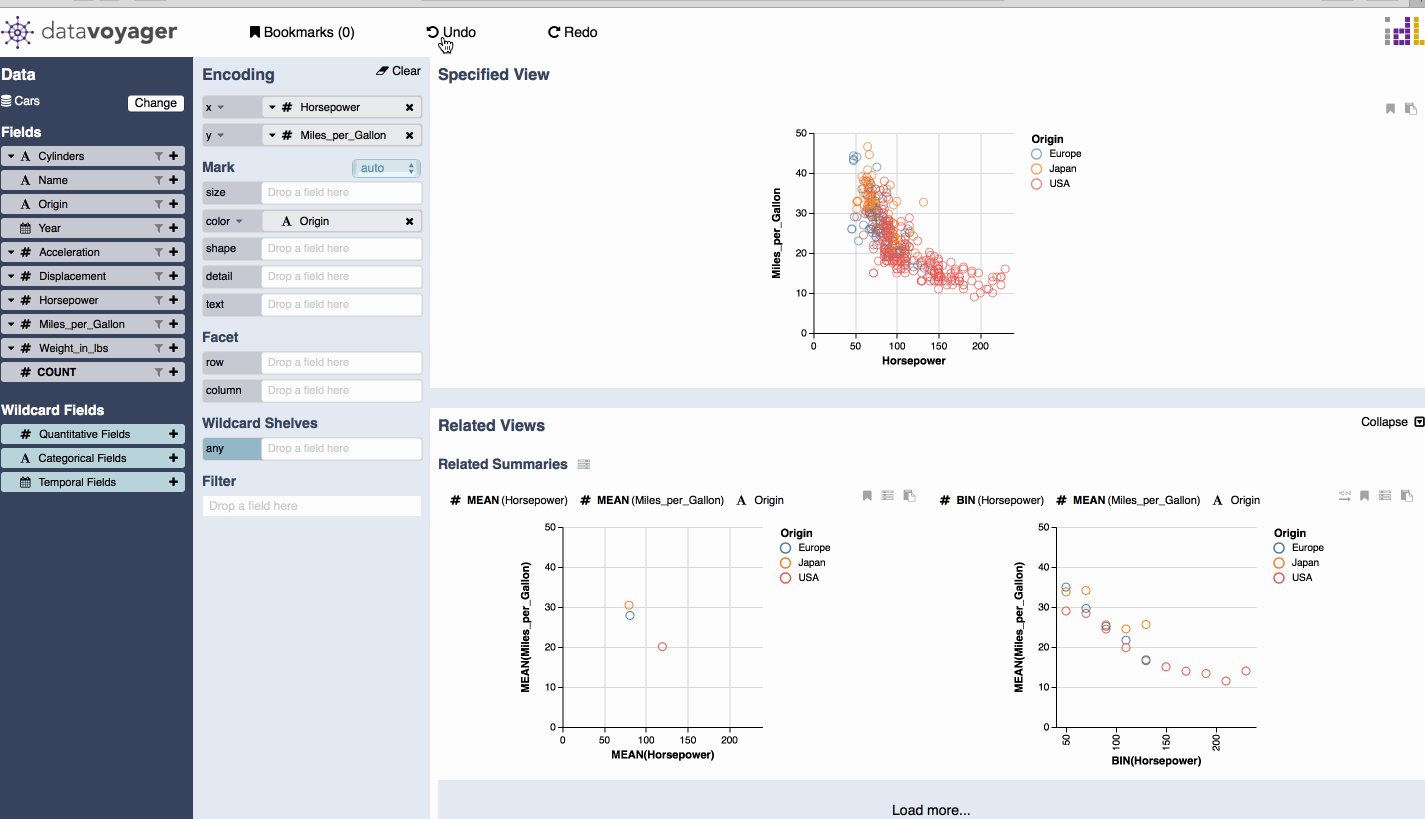 datavoyager
Bookmarks (0)
Undo
Redo
Data
Cars
Change
Fields
A Cylinders
A Name
A Origin
Year
# Acceleration
# Displacement
# Horsepower
# Miles_per_Gallon
# Weight_in_lbs
# COUNT
Wildcard Fields
# Quantitative Fields
A Categorical Fields
Temporal Fields
Encoding
Clear
x # Horsepower
y # Miles_per_Gallon
Mark
auto
size Drop a field here
color A Origin
shape Drop a field here
detail Drop a field here
text Drop a field here
Facet
row Drop a field here
column Drop a field here
Wildcard Shelves
any Drop a field here
Filter
Drop a field here
Specified View
50
40
30
20
10
0
Miles_per_Gallon
0 50 100 150 200
Horsepower
Origin
Europe
Japan
USA
Related Views
Collapse
Related Summaries
# MEAN (Horsepower) # MEAN (Miles_per_Gallon) A Origin
50
40
30
20
10
0
MEAN(Miles_per_Gallon)
0 50 100 150 200
MEAN(Horsepower)
Origin
Europe
Japan
USA
# BIN (Horsepower) # MEAN (Miles_per_Gallon) A Origin
50
40
30
20
10
0
MEAN(Miles_per_Gallon)
50 100 150 200
BIN(Horsepower)
Origin
Europe
Japan
USA
Load more...